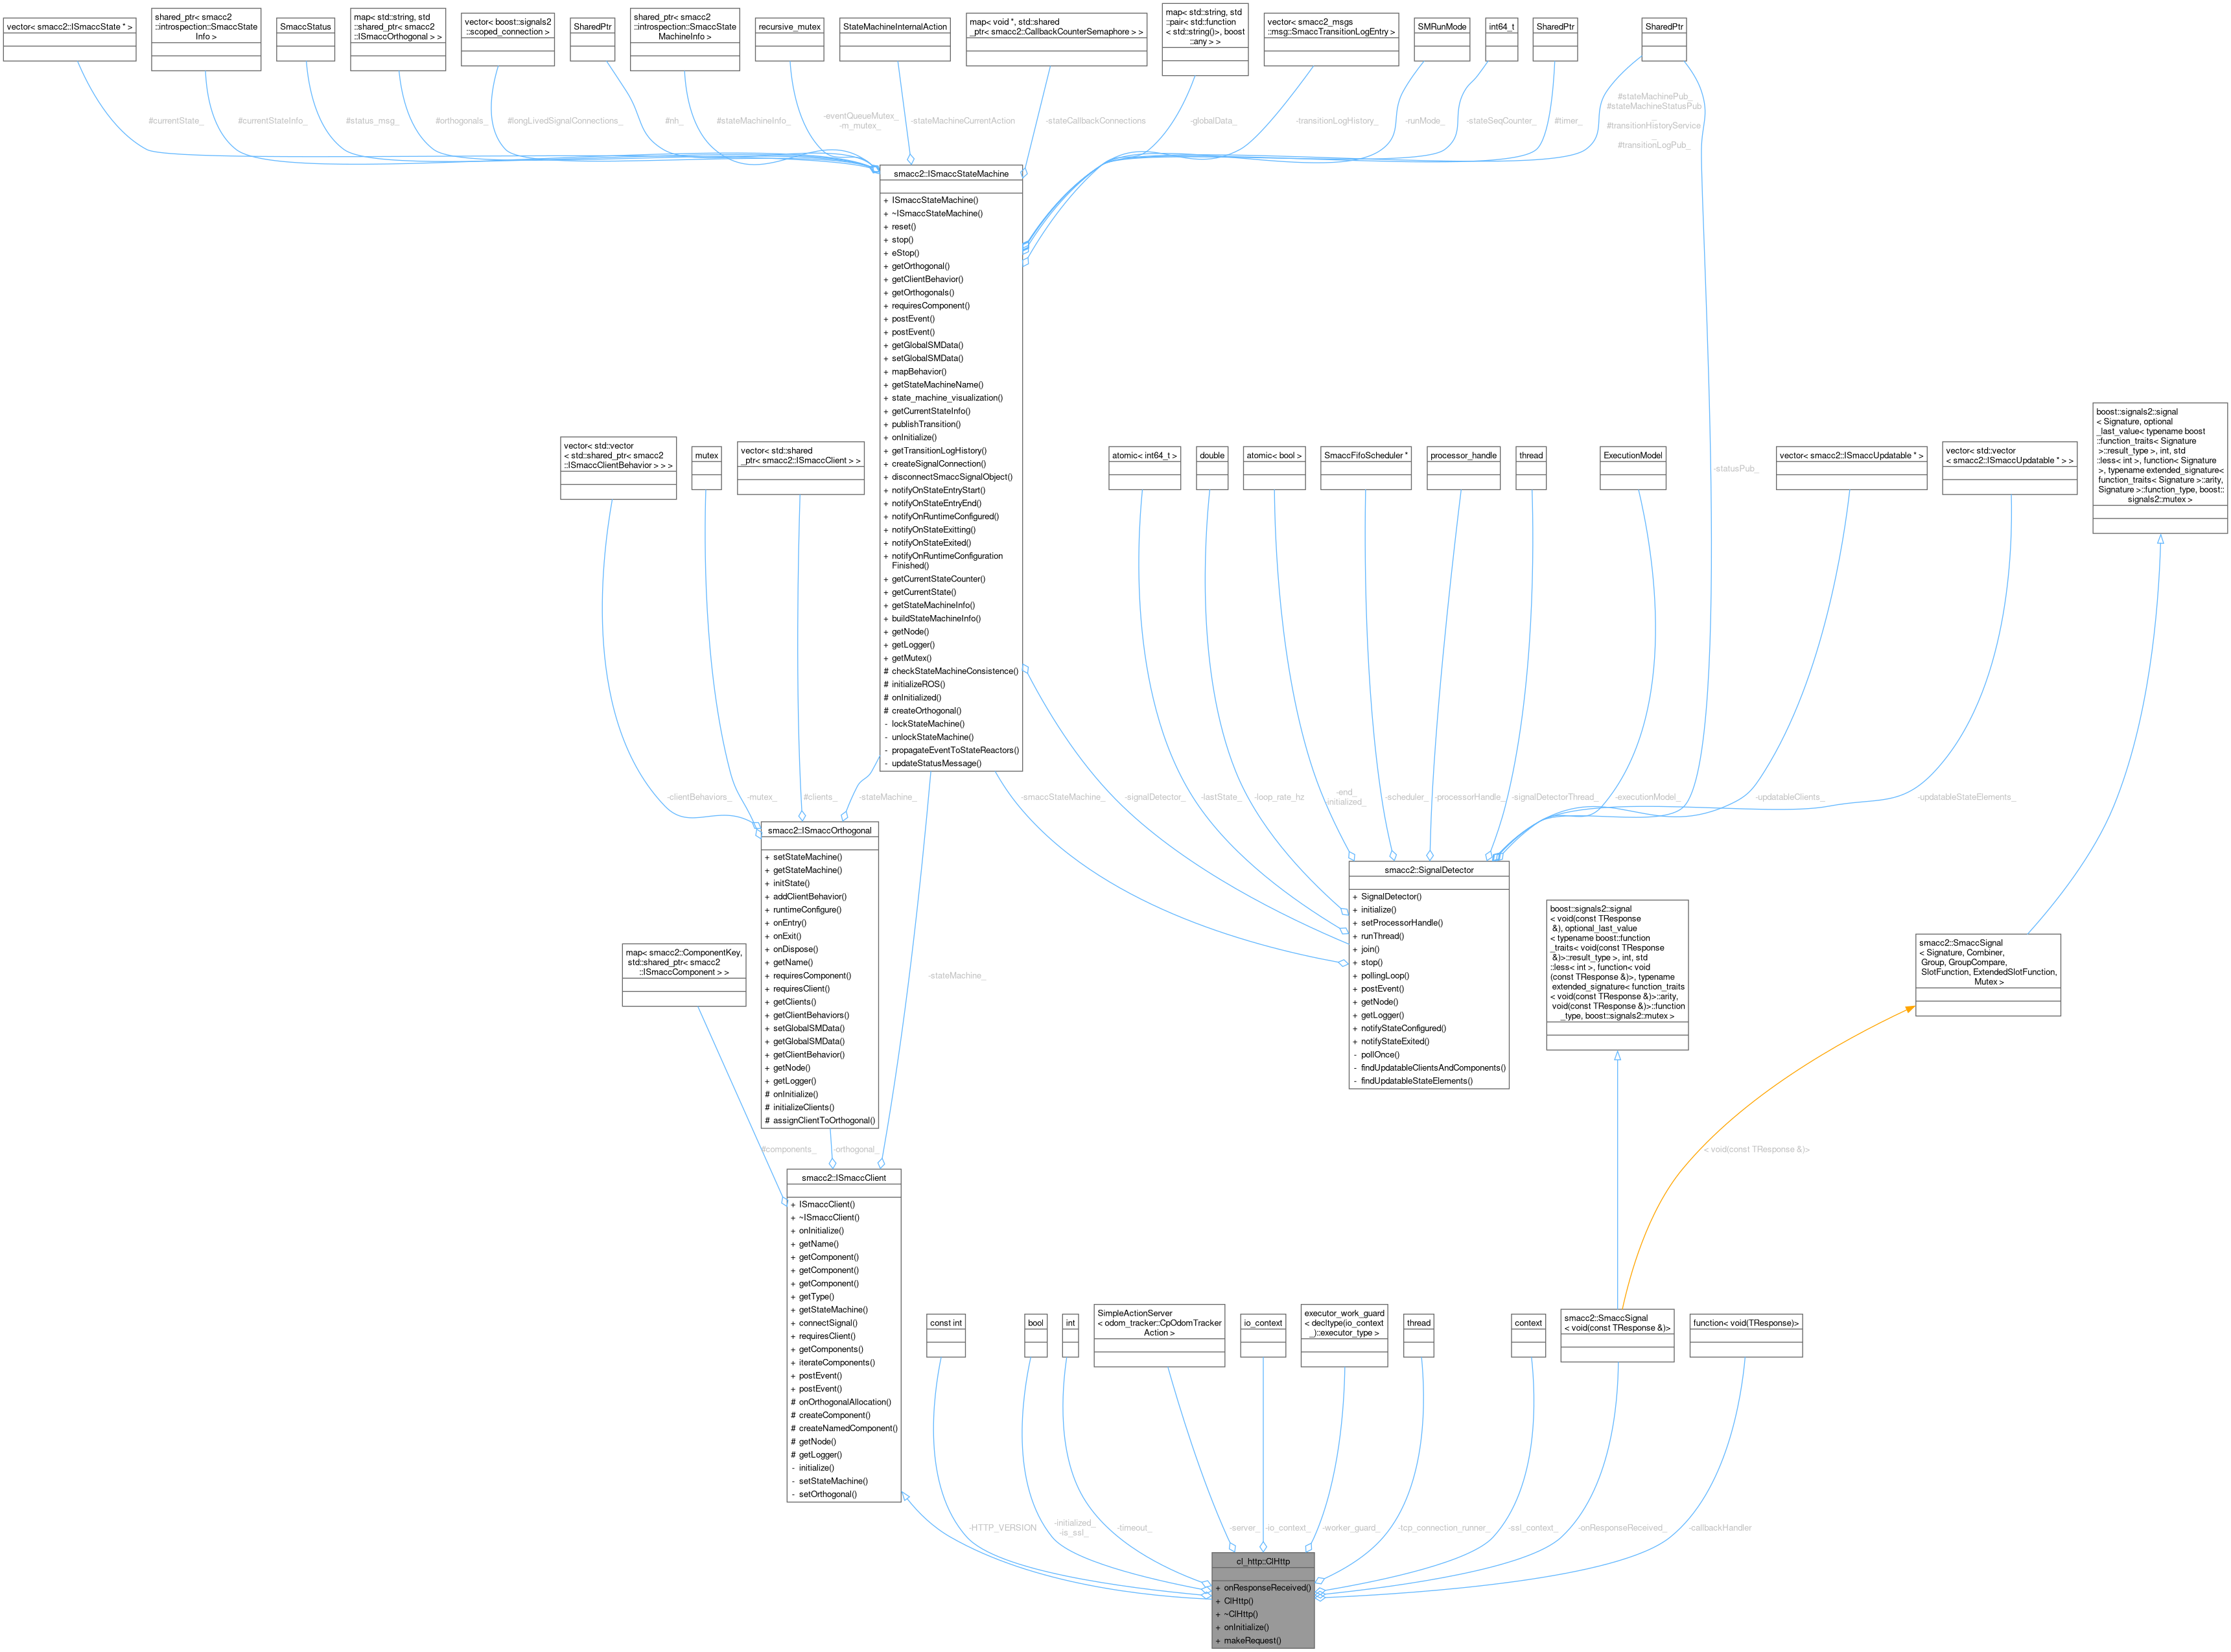 vector< smacc2::ISmaccState * >
shared_ptr< smacc2
::introspection::SmaccState
Info >
SmaccStatus
map< std::string, std
::shared_ptr< smacc2
::ISmaccOrthogonal > >
vector< boost::signals2
::scoped_connection >
SharedPtr
shared_ptr< smacc2
::introspection::SmaccState
MachineInfo >
recursive_mutex
StateMachineInternalAction
map< void *, std::shared
_ptr< smacc2::CallbackCounterSemaphore > >
map< std::string, std
::pair< std::function
< std::string()>, boost
::any > >
vector< smacc2_msgs
::msg::SmaccTransitionLogEntry >
SMRunMode
int64_t
SharedPtr
SharedPtr
#currentState_
#currentStateInfo_
#status_msg_
#orthogonals_
#longLivedSignalConnections_
#nh_
#stateMachineInfo_
-eventQueueMutex_
-m_mutex_
-stateMachineCurrentAction
-stateCallbackConnections
-globalData_
-transitionLogHistory_
-runMode_
-stateSeqCounter_
#timer_
#stateMachinePub_
#stateMachineStatusPub
_
#transitionHistoryService
_
#transitionLogPub_
smacc2::ISmaccStateMachine
+ ISmaccStateMachine()
+ ~ISmaccStateMachine()
+ reset()
+ stop()
+ eStop()
+ getOrthogonal()
+ getClientBehavior()
+ getOrthogonals()
+ requiresComponent()
+ postEvent()
+ postEvent()
+ getGlobalSMData()
+ setGlobalSMData()
+ mapBehavior()
+ getStateMachineName()
+ state_machine_visualization()
+ getCurrentStateInfo()
+ publishTransition()
+ onInitialize()
+ getTransitionLogHistory()
+ createSignalConnection()
+ disconnectSmaccSignalObject()
+ notifyOnStateEntryStart()
+ notifyOnStateEntryEnd()
+ notifyOnRuntimeConfigured()
+ notifyOnStateExitting()
+ notifyOnStateExited()
+ notifyOnRuntimeConfiguration
Finished()
+ getCurrentStateCounter()
+ getCurrentState()
+ getStateMachineInfo()
+ buildStateMachineInfo()
+ getNode()
+ getLogger()
+ getMutex()
# checkStateMachineConsistence()
# initializeROS()
# onInitialized()
# createOrthogonal()
- lockStateMachine()
- unlockStateMachine()
- propagateEventToStateReactors()
- updateStatusMessage()
vector< std::vector
< std::shared_ptr< smacc2
::ISmaccClientBehavior > > >
mutex
vector< std::shared
_ptr< smacc2::ISmaccClient > >
atomic< int64_t >
double
atomic< bool >
SmaccFifoScheduler *
processor_handle
thread
ExecutionModel
-statusPub_
vector< smacc2::ISmaccUpdatable * >
vector< std::vector
< smacc2::ISmaccUpdatable * > >
boost::signals2::signal
< Signature, optional
_last_value< typename boost
::function_traits< Signature
>::result_type >, int, std
::less< int >, function< Signature
>, typename extended_signature<
function_traits< Signature >::arity,
Signature >::function_type, boost::
signals2::mutex >
-clientBehaviors_
-mutex_
#clients_
-stateMachine_
-smaccStateMachine_
-signalDetector_
-lastState_
-loop_rate_hz
-end_
-initialized_
-scheduler_
-processorHandle_
-signalDetectorThread_
-executionModel_
-updatableClients_
-updatableStateElements_
smacc2::ISmaccOrthogonal
+ setStateMachine()
+ getStateMachine()
+ initState()
+ addClientBehavior()
+ runtimeConfigure()
+ onEntry()
+ onExit()
+ onDispose()
+ getName()
+ requiresComponent()
+ requiresClient()
+ getClients()
+ getClientBehaviors()
+ setGlobalSMData()
+ getGlobalSMData()
+ getClientBehavior()
+ getNode()
+ getLogger()
# onInitialize()
# initializeClients()
# assignClientToOrthogonal()
smacc2::SignalDetector
+ SignalDetector()
+ initialize()
+ setProcessorHandle()
+ runThread()
+ join()
+ stop()
+ pollingLoop()
+ postEvent()
+ getNode()
+ getLogger()
+ notifyStateConfigured()
+ notifyStateExited()
- pollOnce()
- findUpdatableClientsAndComponents()
- findUpdatableStateElements()
boost::signals2::signal
< void(const TResponse
&), optional_last_value
< typename boost::function
_traits< void(const TResponse
&)>::result_type >, int, std
::less< int >, function< void
(const TResponse &)>, typename
extended_signature< function_traits
< void(const TResponse &)>::arity,
void(const TResponse &)>::function
_type, boost::signals2::mutex >
smacc2::SmaccSignal
< Signature, Combiner,
Group, GroupCompare,
SlotFunction, ExtendedSlotFunction,
Mutex >
map< smacc2::ComponentKey,
std::shared_ptr< smacc2
::ISmaccComponent > >
-stateMachine_
#components_
-orthogonal_
< void(const TResponse &)>
smacc2::ISmaccClient
+ ISmaccClient()
+ ~ISmaccClient()
+ onInitialize()
+ getName()
+ getComponent()
+ getComponent()
+ getComponent()
+ getType()
+ getStateMachine()
+ connectSignal()
+ requiresClient()
+ getComponents()
+ iterateComponents()
+ postEvent()
+ postEvent()
# onOrthogonalAllocation()
# createComponent()
# createNamedComponent()
# getNode()
# getLogger()
- initialize()
- setStateMachine()
- setOrthogonal()
const int
bool
int
SimpleActionServer
< odom_tracker::CpOdomTracker
Action >
io_context
executor_work_guard
< decltype(io_context
_)::executor_type >
thread
context
smacc2::SmaccSignal
< void(const TResponse &)>
function< void(TResponse)>
-HTTP_VERSION
-initialized_
-is_ssl_
-timeout_
-server_
-io_context_
-worker_guard_
-tcp_connection_runner_
-ssl_context_
-onResponseReceived_
-callbackHandler
cl_http::ClHttp
+ onResponseReceived()
+ ClHttp()
+ ~ClHttp()
+ onInitialize()
+ makeRequest()